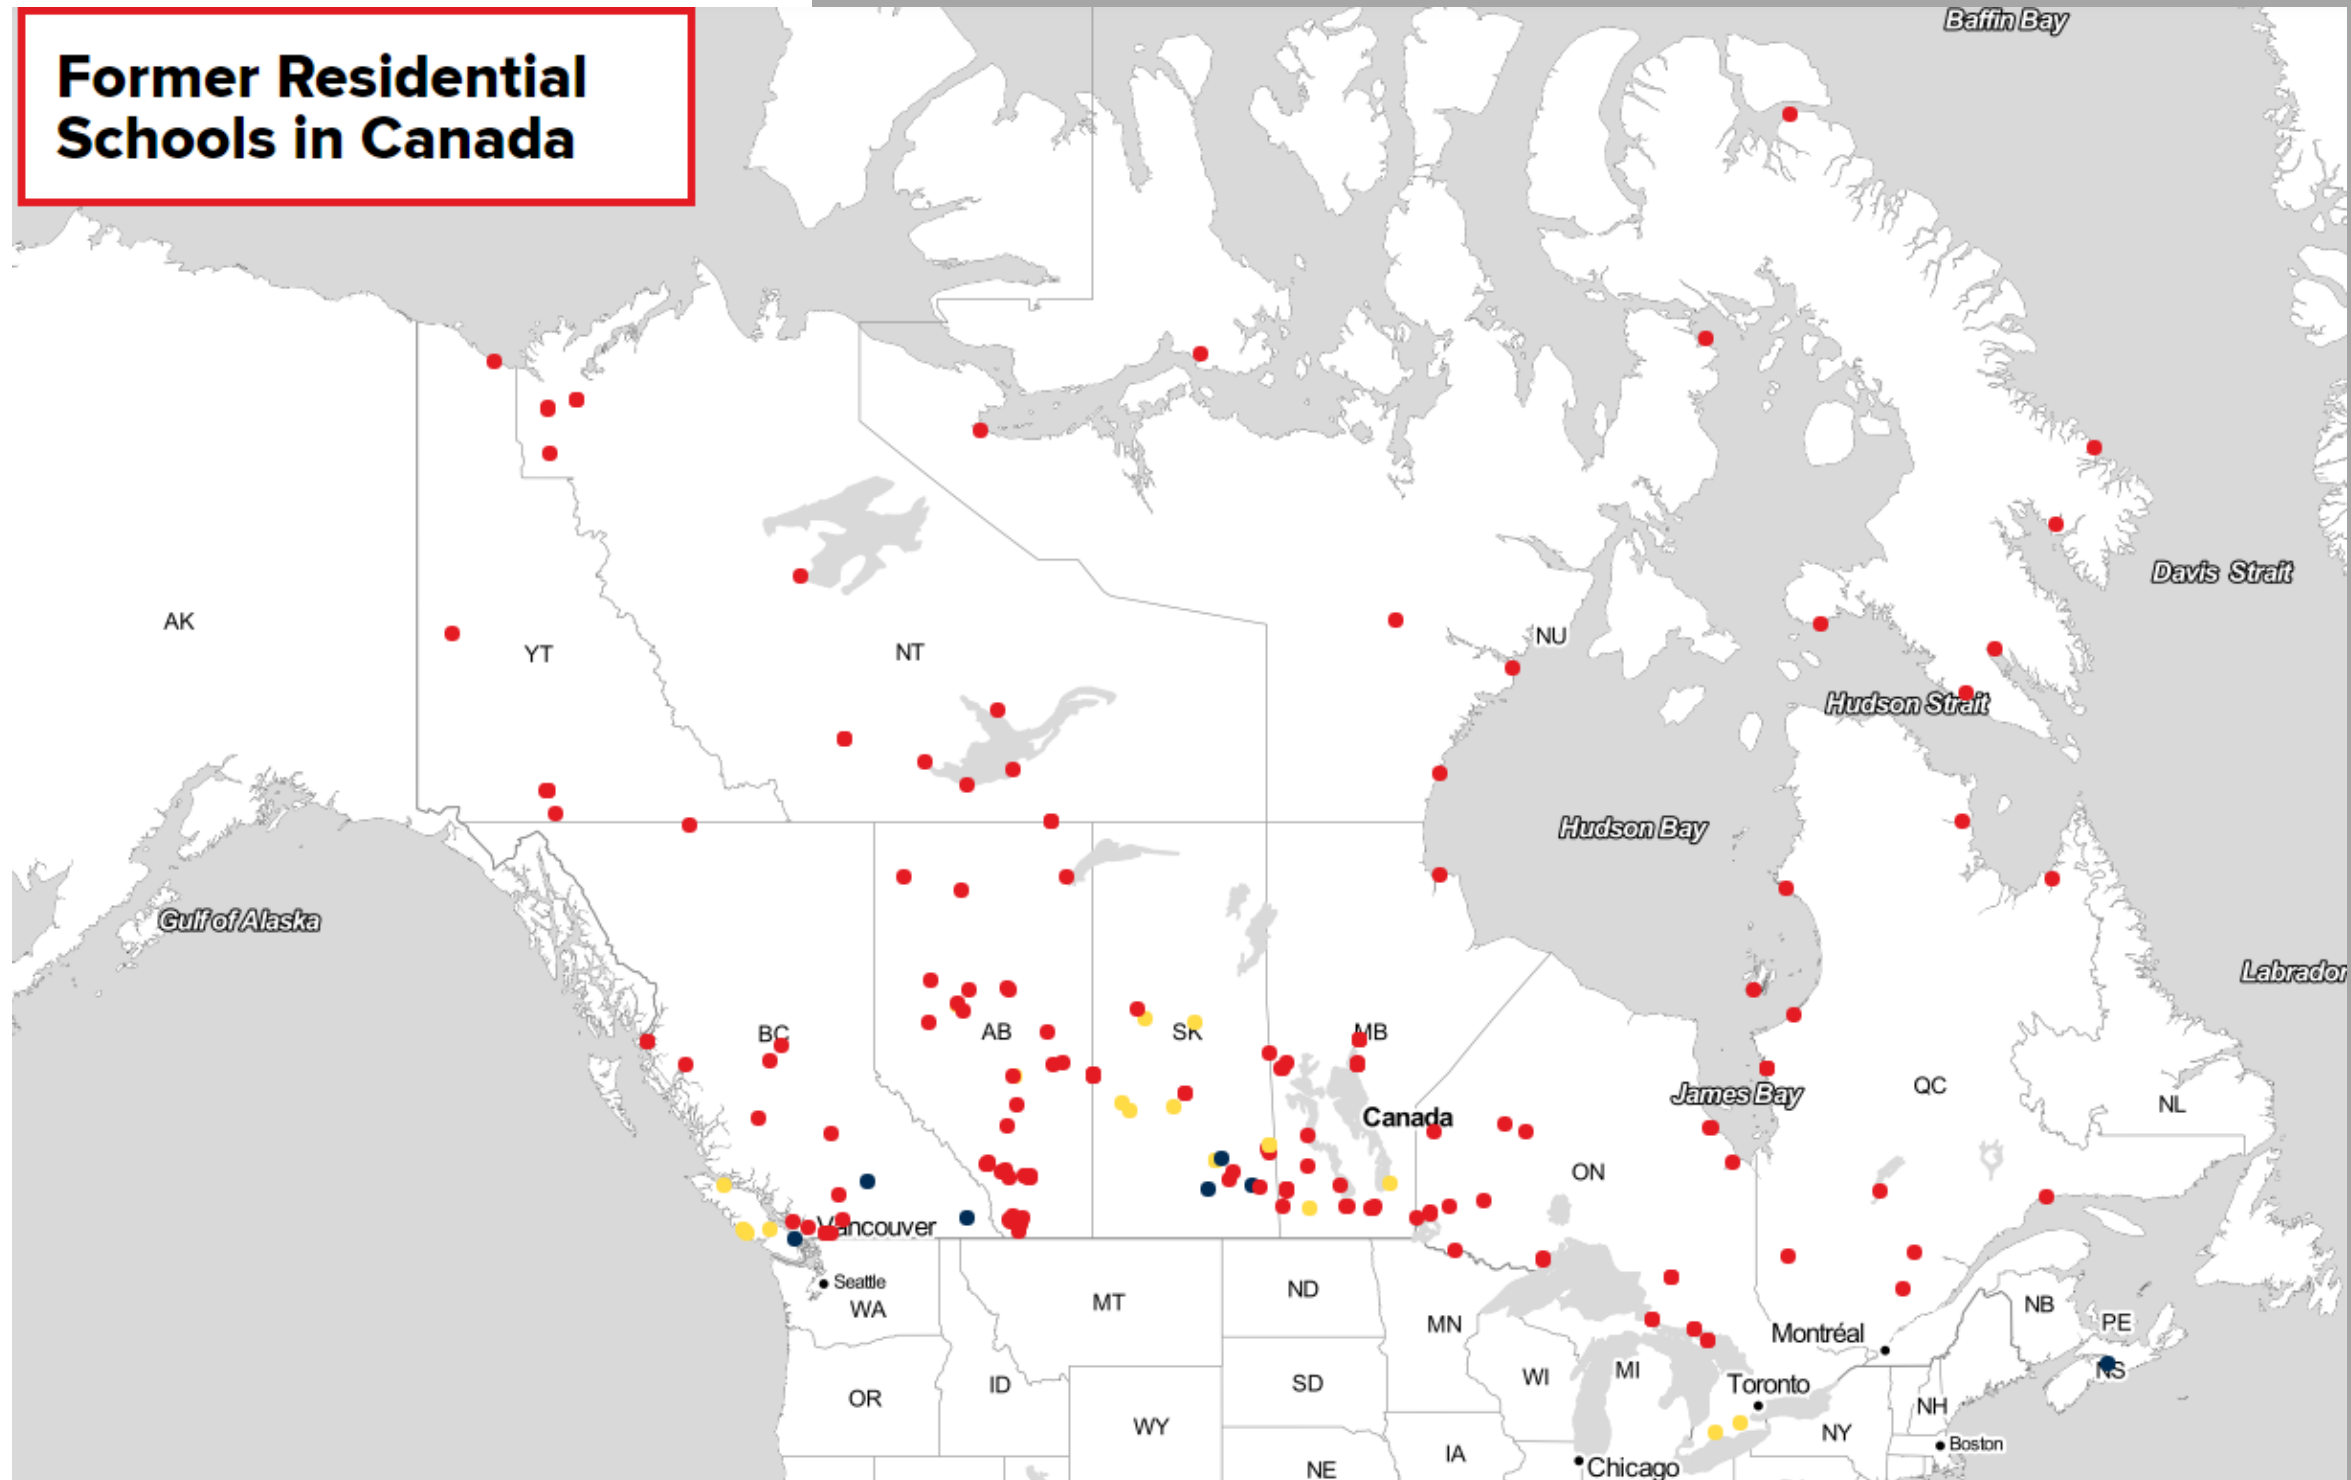 Former Residential
Schools in Canada
Baffin Bay
Davis Strait
AK
YT
NT
NU
Hudson Strait
Hudson Bay
Gulf of Alaska
Labrador
BC
AB
SK
MB
James Bay
QC
NL
Canada
ON
Vancouver
Seattle
WA
MT
ND
MN
NB
PE
Montréal
NS
OR
ID
SD
WI
MI
Toronto
NH
WY
NY
IA
Boston
NE
Chicago